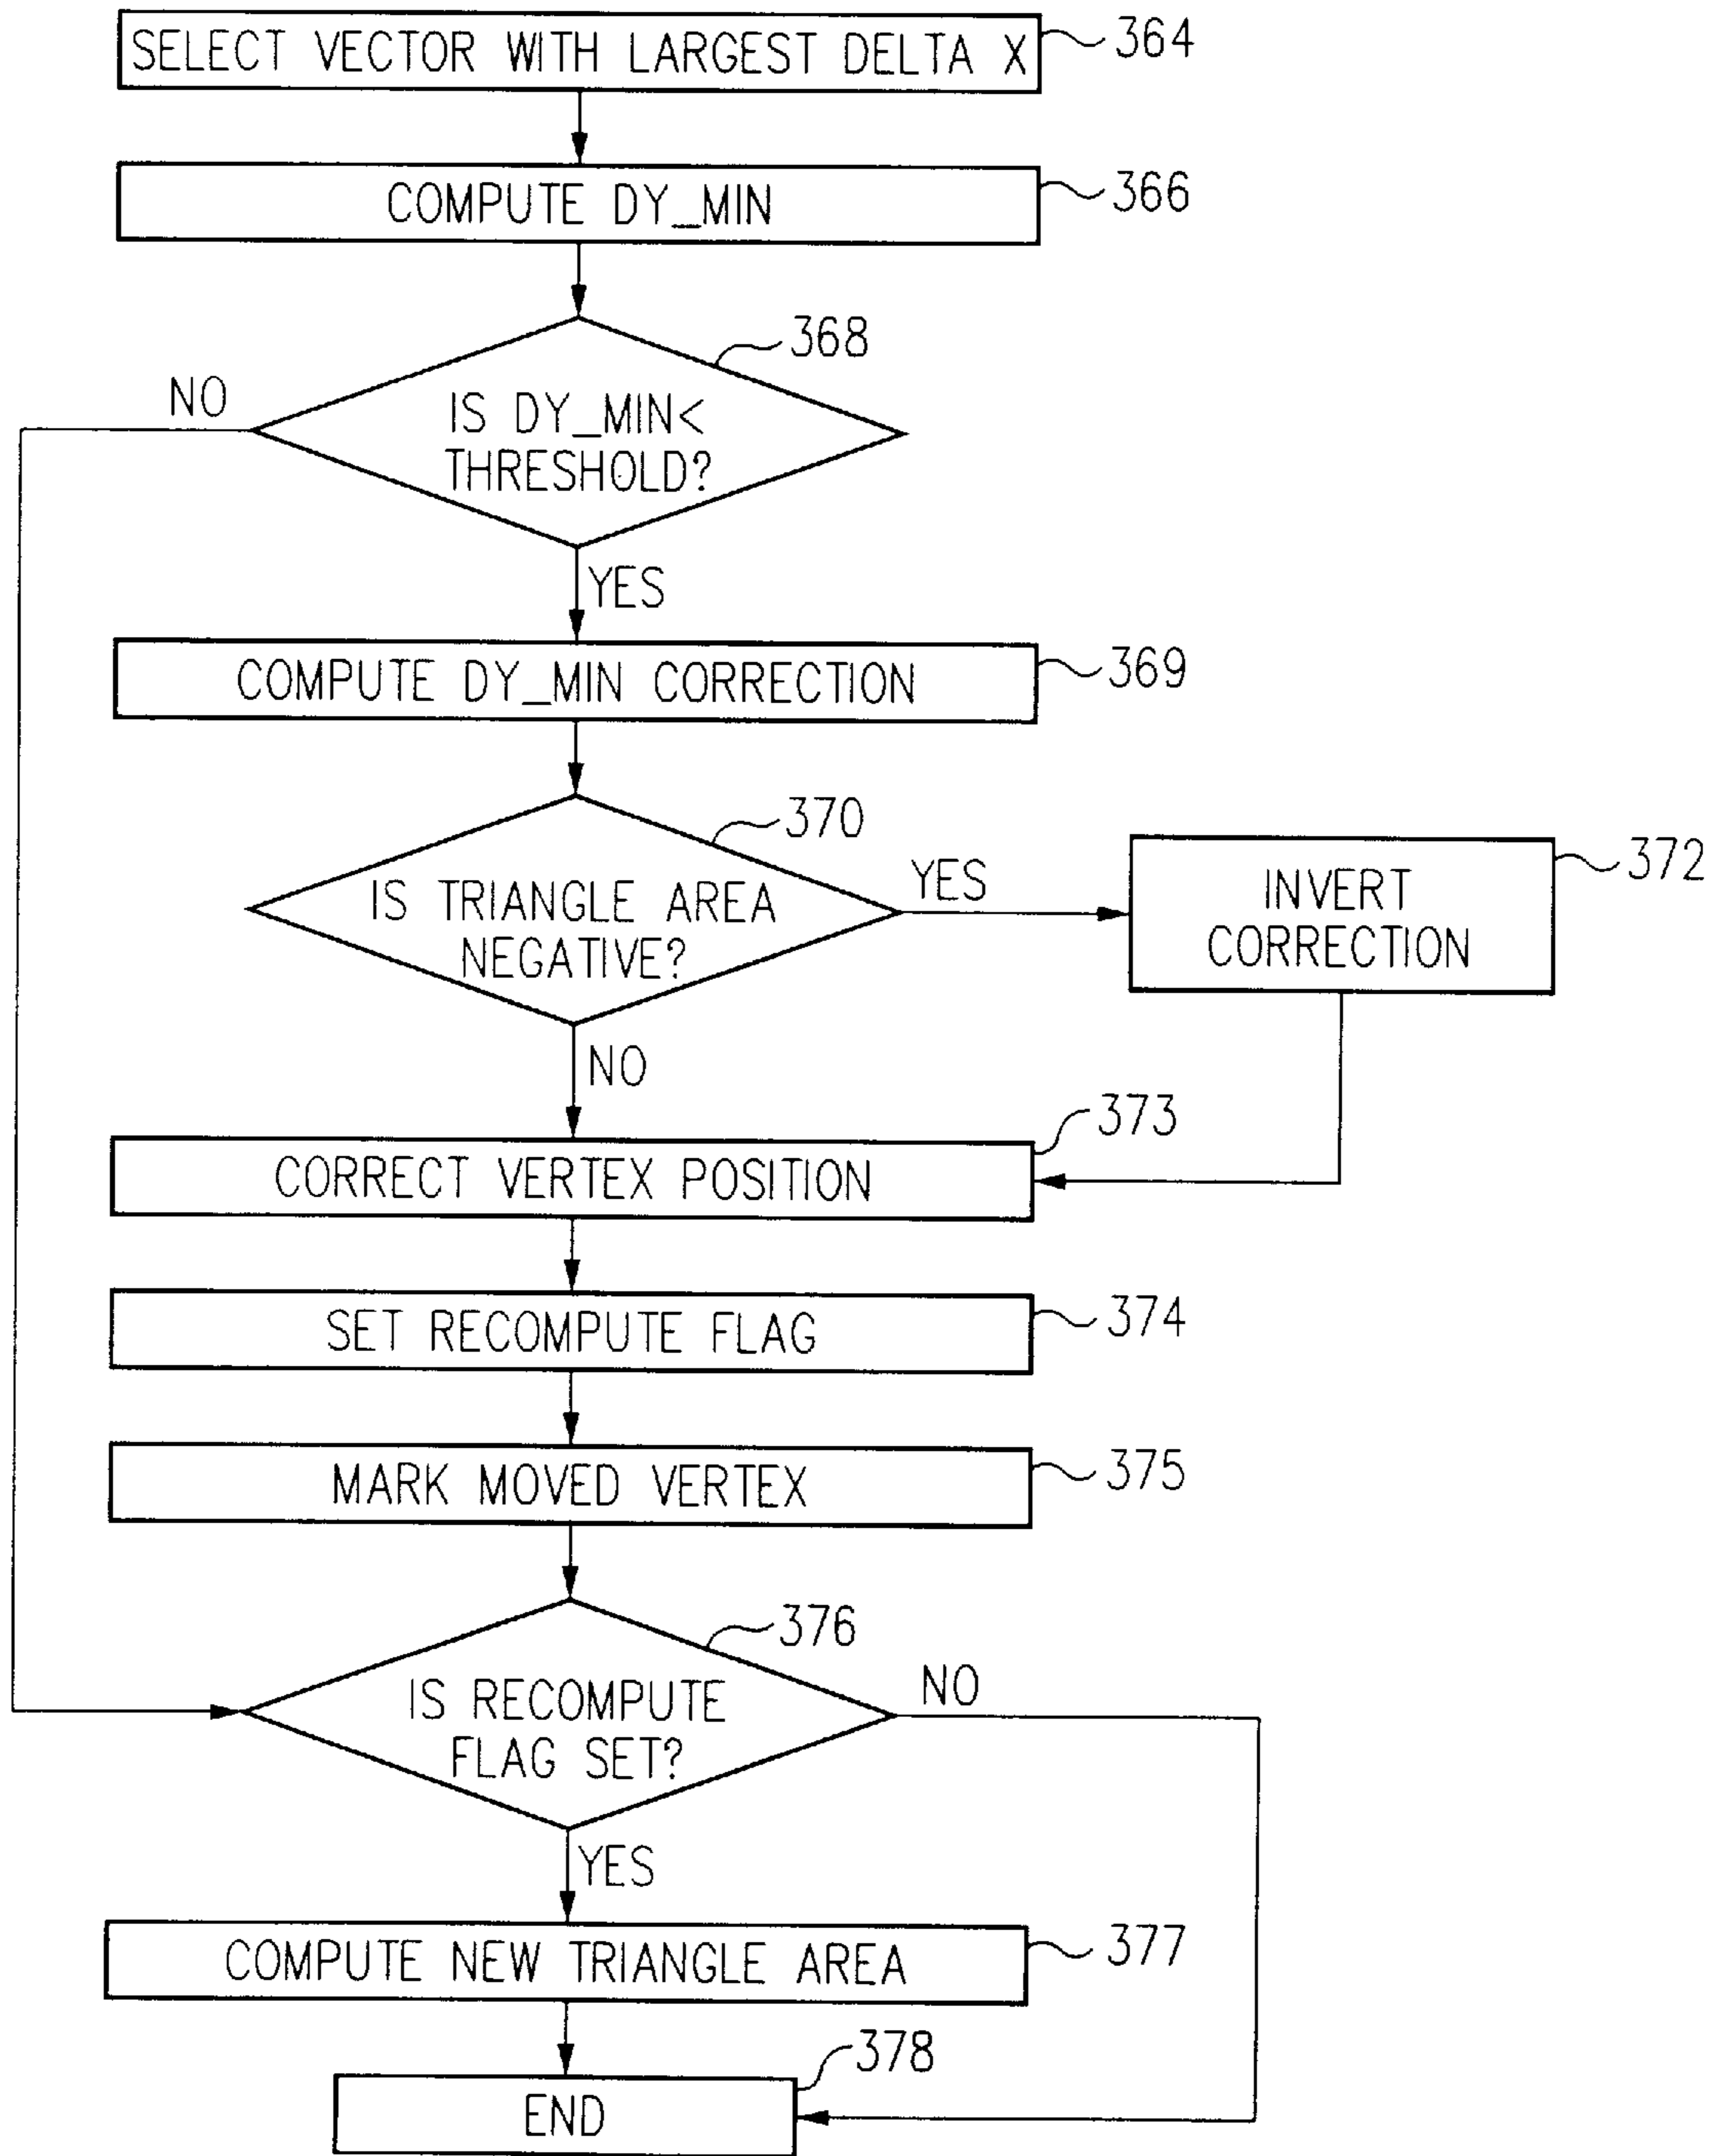 SELECT VECTOR WITH LARGEST DELTA X
364
COMPUTE DY_MIN
366
368
NO
IS DY_MIN<
THRESHOLD?
YES
COMPUTE DY_MIN CORRECTION
369
370
IS TRIANGLE AREA
NEGATIVE?
YES
INVERT
CORRECTION
372
NO
373
CORRECT VERTEX POSITION
SET RECOMPUTE FLAG
374
MARK MOVED VERTEX
375
376
IS RECOMPUTE
FLAG SET?
NO
YES
COMPUTE NEW TRIANGLE AREA
377
378
END